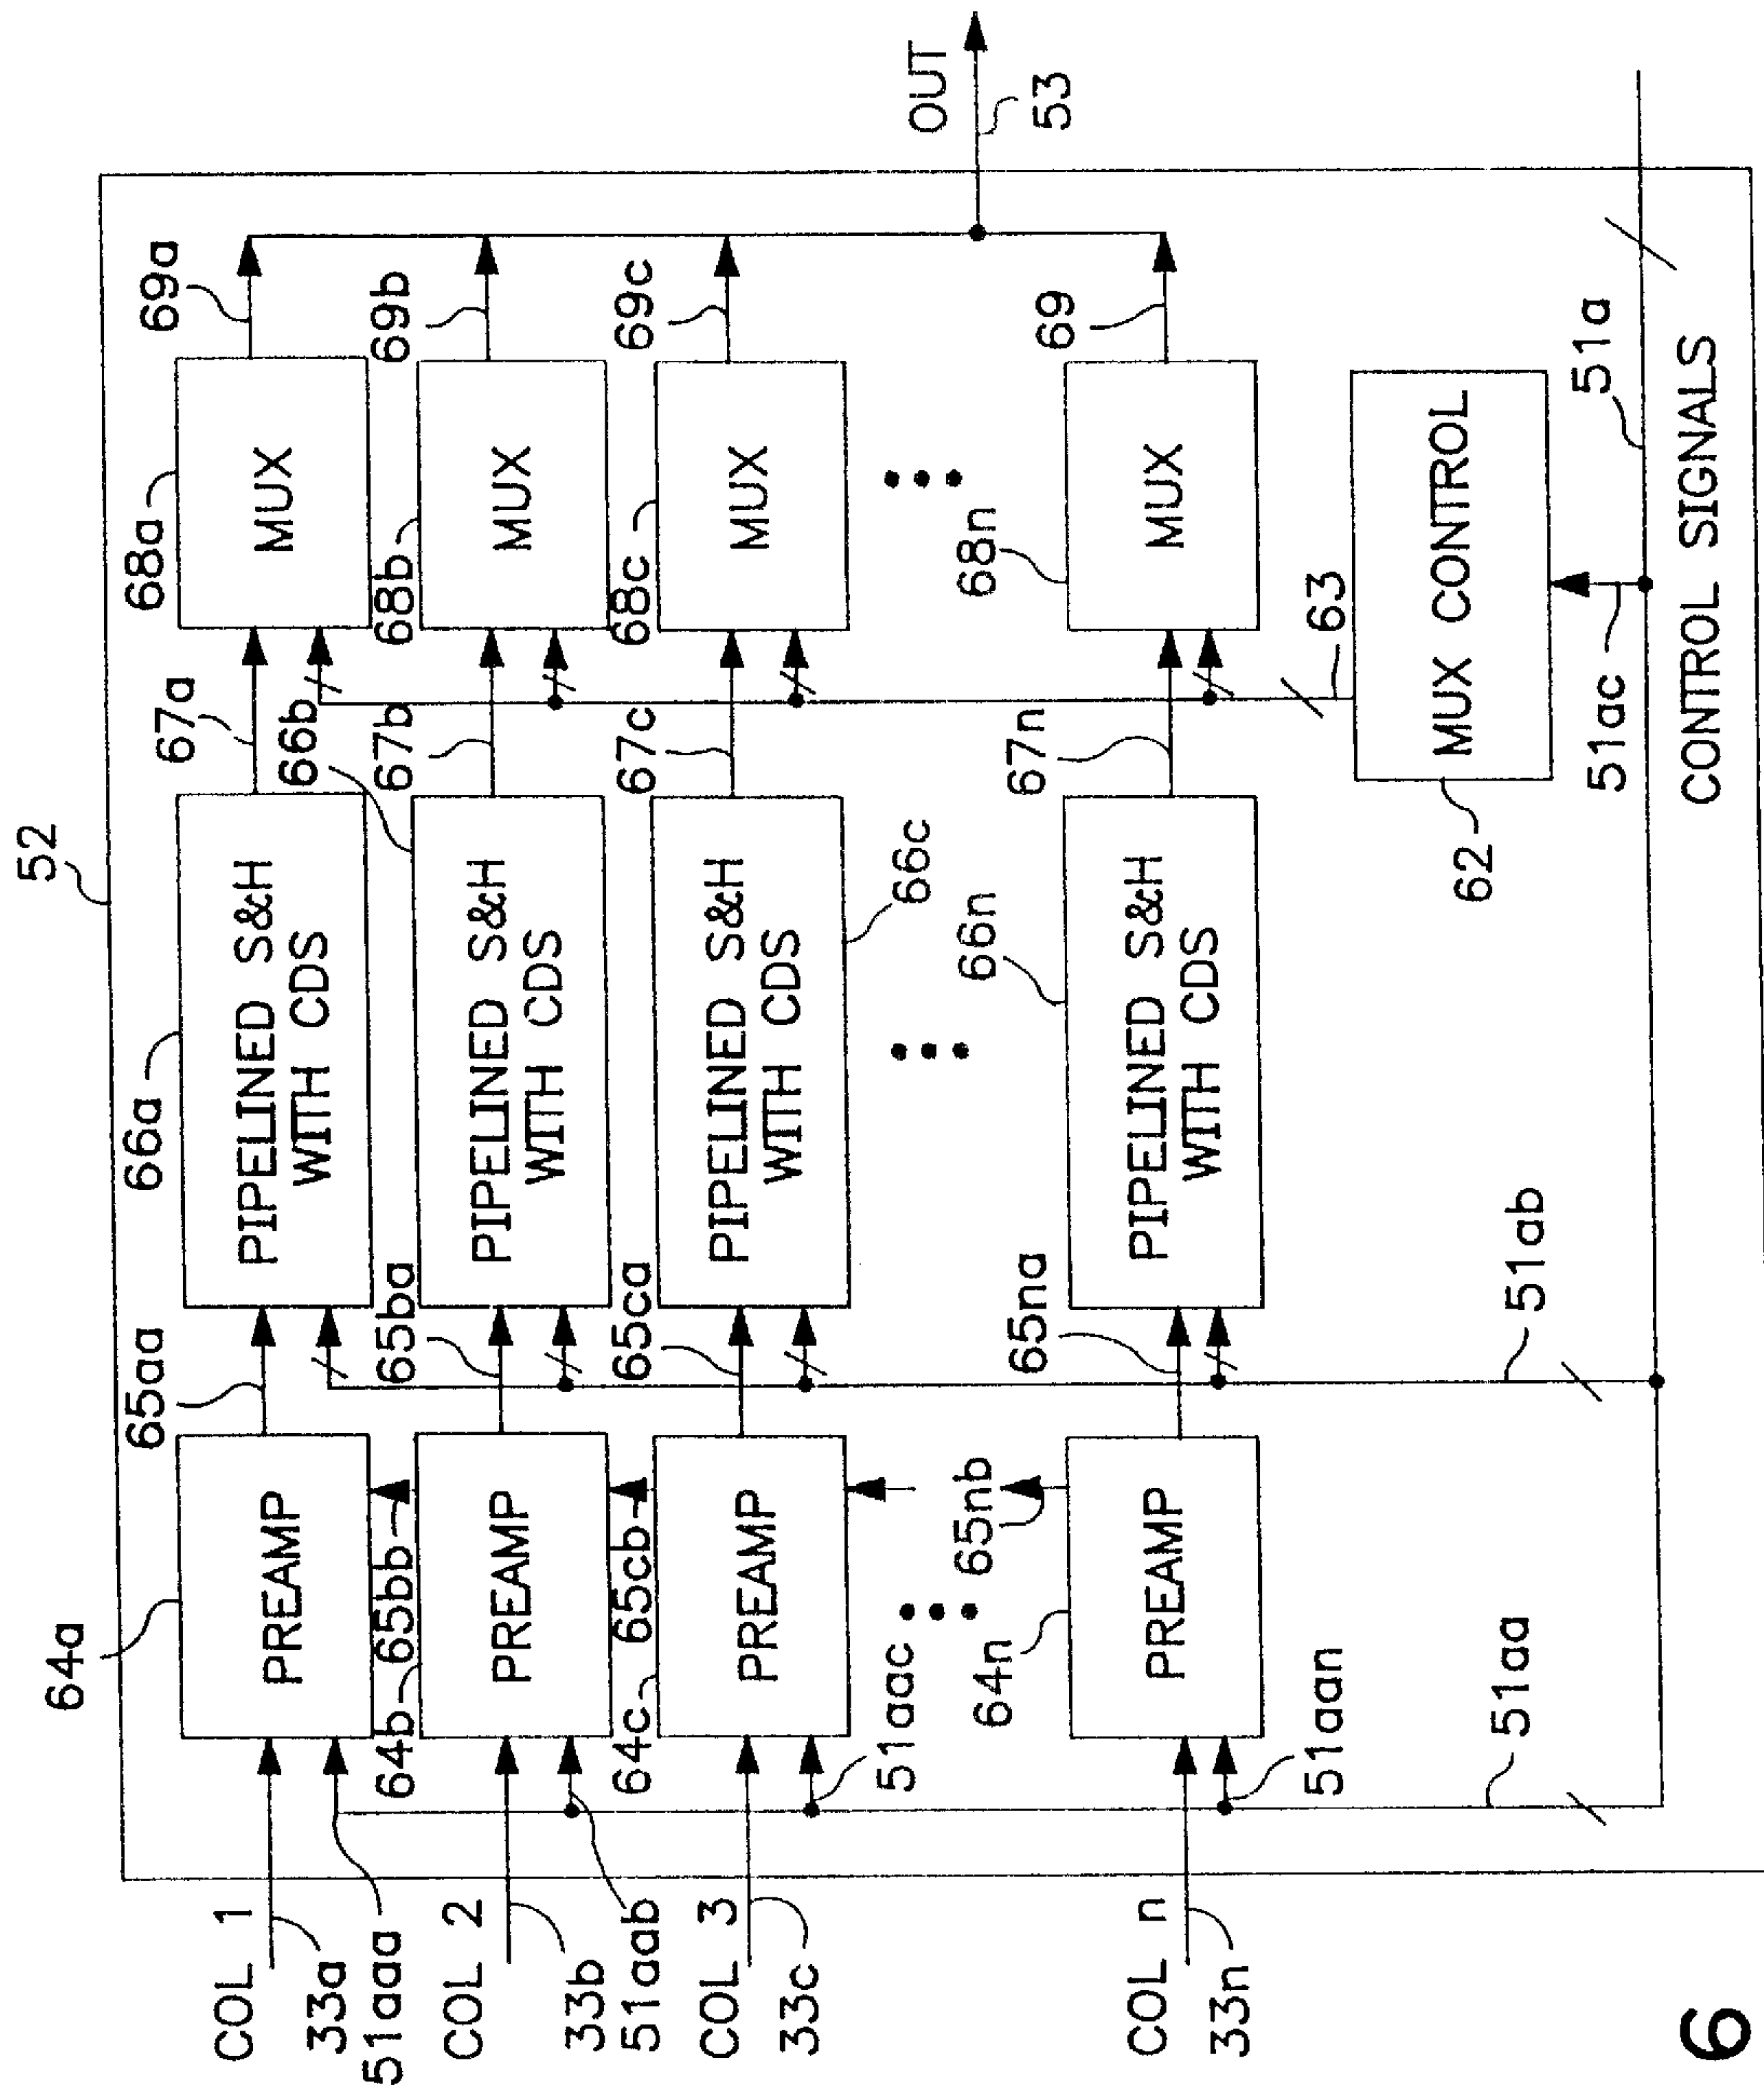 52
64a
65aa
66a
67a
68a
69a
COL 1
33a
51aaa
PREAMP
PIPELINED S&H
WITH CDS
MUX
64b
65bb
65ba
66b
67b
68b
69b
COL 2
33b
51aab
PREAMP
PIPELINED S&H
WITH CDS
MUX
OUT
53
64c
65cb
65ca
66c
67c
68c
69c
COL 3
33c
51aac
PREAMP
PIPELINED S&H
WITH CDS
MUX
64n
65nb
65na
66n
67n
68n
69
COL n
33n
51aan
PREAMP
PIPELINED S&H
WITH CDS
MUX
63
62
MUX CONTROL
51aa
51ab
51ac
51a
CONTROL SIGNALS
6